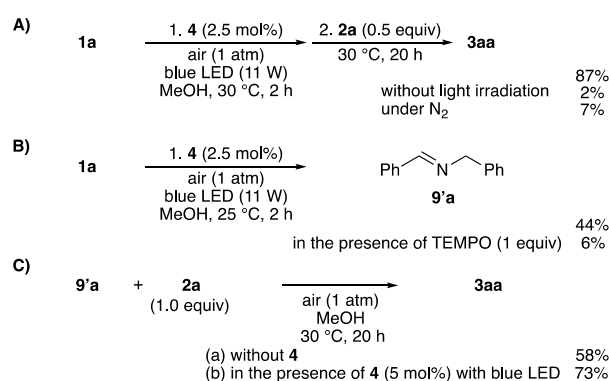 A)
1a 1. 4 (2.5 mol%) 2. 2a (0.5 equiv) 3aa
air (1 atm) 30 °C, 20 h
blue LED (11 W)
MeOH, 30 °C, 2 h
87%
without light irradiation 2%
under N2 7%
B)
1a 1. 4 (2.5 mol%) Ph N Ph
air (1 atm)
blue LED (11 W) 9'a
MeOH, 25 °C, 2 h
44%
in the presence of TEMPO (1 equiv) 6%
C)
9'a + 2a 3aa
(1.0 equiv) air (1 atm)
MeOH
30 °C, 20 h
(a) without 4 58%
(b) in the presence of 4 (5 mol%) with blue LED 73%